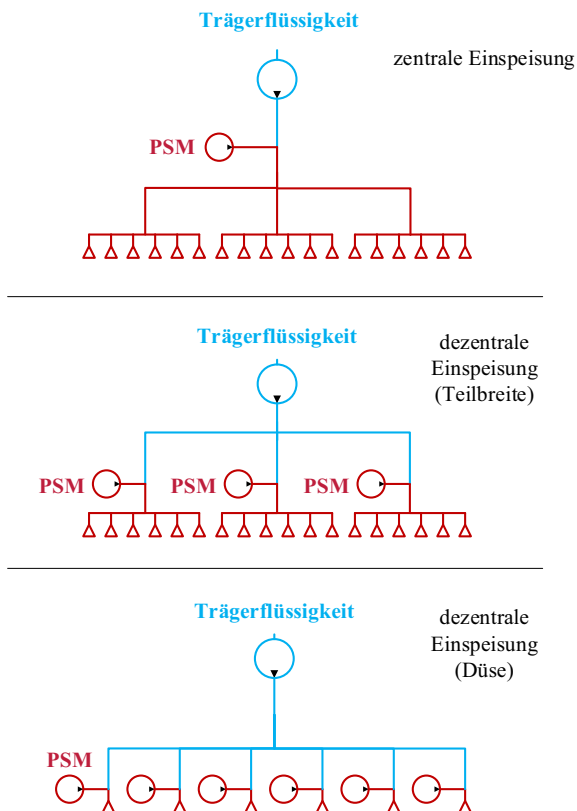 Trägerflüssigkeit
zentrale Einspeisung
PSM
Trägerflüssigkeit
dezentrale
Einspeisung
(Teilbreite)
PSM PSM PSM
Trägerflüssigkeit
dezentrale
Einspeisung
(Düse)
PSM